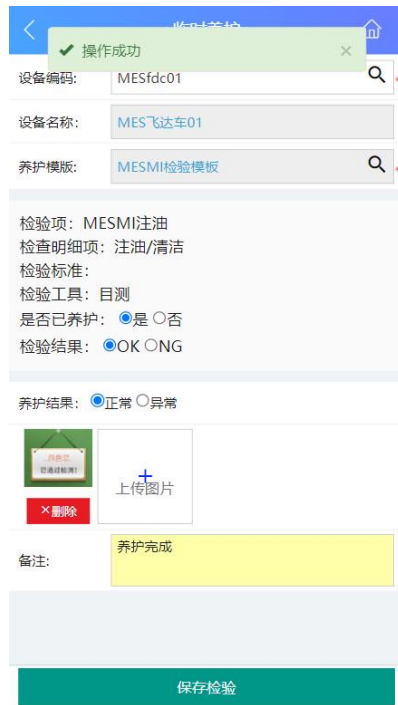 临时养护
✔ 操作成功 ×
设备编码: MESfdc01 *
设备名称: MES飞达车01
养护模版: MESMI检验模板 *
检验项: MESMI注油
检查明细项: 注油/清洁
检验标准:
检验工具: 目测
是否已养护: 是 否
检验结果: OK NG
养护结果: 正常 异常
已通过检测!
上传图片
×删除
备注: 养护完成
保存检验